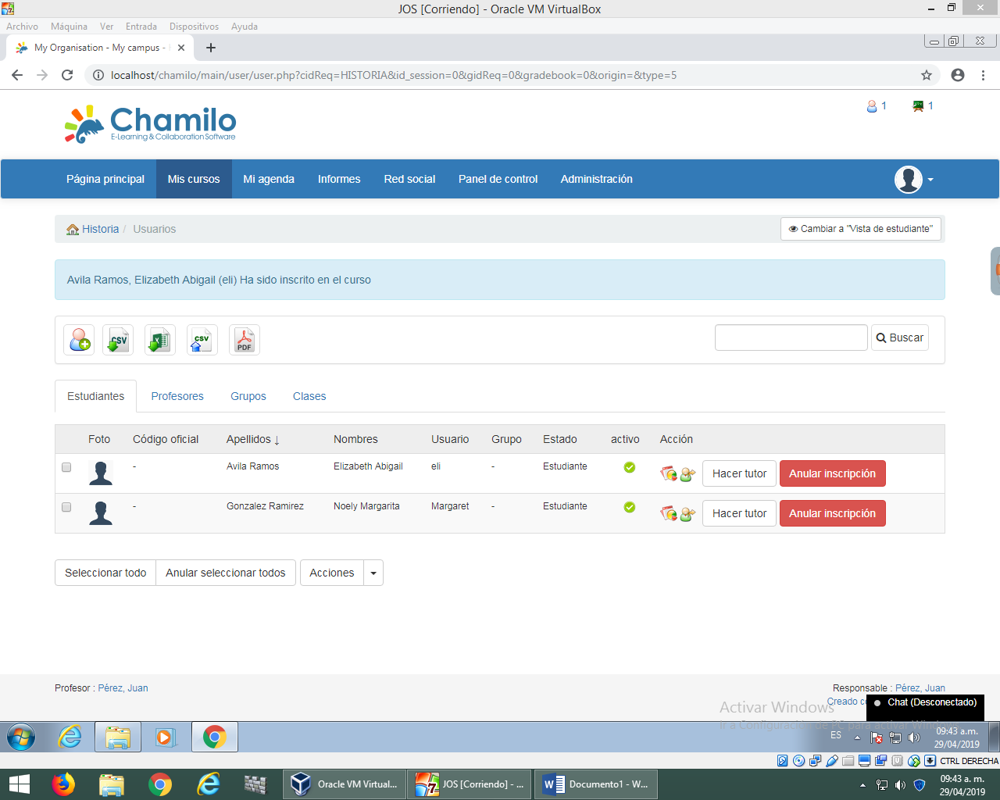 JOS [Corriendo] - Oracle VM VirtualBox
Archivo Máquina Ver Entrada Dispositivos Ayuda
My Organisation - My campus -
localhost/chamilo/main/user/user.php?cidReq=HISTORIA&id_session=0&gidReq=0&gradebook=0&origin=&type=5
Chamilo
E-Learning & Collaboration Software
1 1
Página principal Mis cursos Mi agenda Informes Red social Panel de control Administración
Historia / Usuarios
Cambiar a "Vista de estudiante"
Avila Ramos, Elizabeth Abigail (eli) Ha sido inscrito en el curso
CSV CSV PDF
Buscar
Estudiantes Profesores Grupos Clases
Foto Código oficial Apellidos ↓ Nombres Usuario Grupo Estado activo Acción
- Avila Ramos Elizabeth Abigail eli - Estudiante Hacer tutor Anular inscripción
- Gonzalez Ramirez Noely Margarita Margaret - Estudiante Hacer tutor Anular inscripción
Seleccionar todo Anular seleccionar todos Acciones
Profesor : Pérez, Juan
Responsable : Pérez, Juan
Creado
Chat (Desconectado)
Activar Windows
Ir a Configuración de PC para activar
ES
09:43 a.m.
29/04/2019
CTRL DERECHA
Oracle VM Virtual...
JOS [Corriendo] - ...
Documento1 - W...
09:43 a. m.
29/04/2019